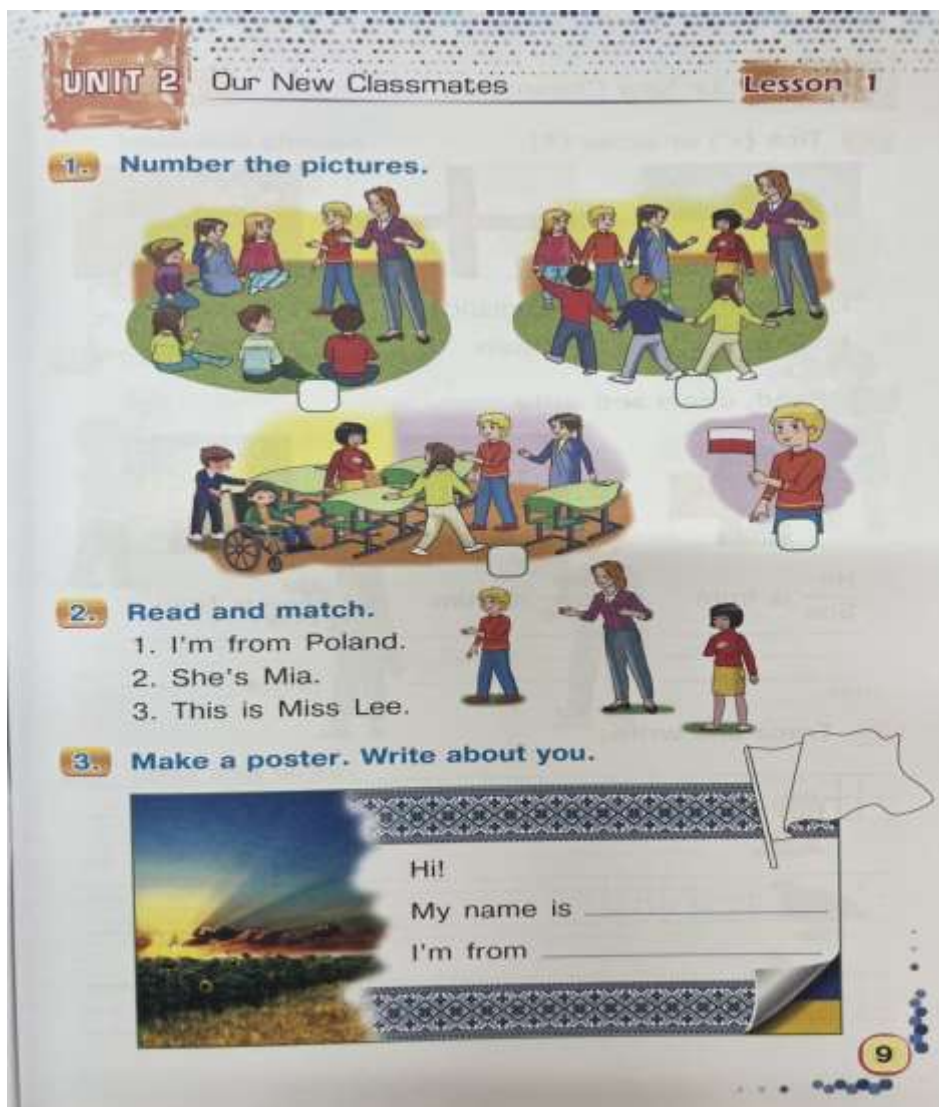 UNIT 2 Our New Classmates Lesson 1
1. Number the pictures.
2. Read and match.
1. I'm from Poland.
2. She's Mia.
3. This is Miss Lee.
3. Make a poster. Write about you.
Hi!
My name is
I'm from
9